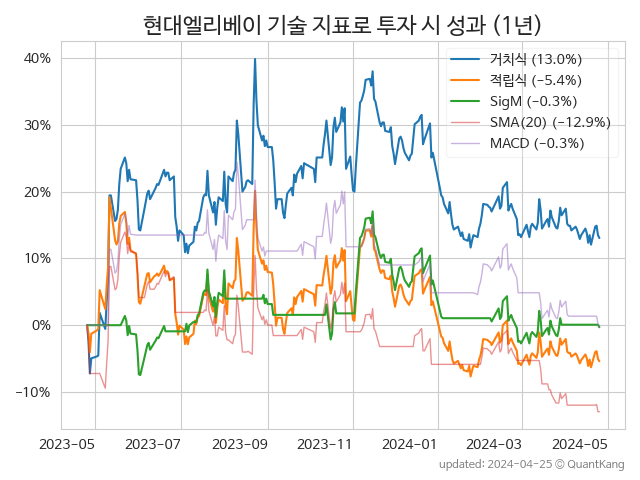 현대엘리베이 기술 지표로 투자 시 성과 (1년)
거치식 (13.0%)
적립식 (−5.4%)
SigM (−0.3%)
SMA(20) (−12.9%)
MACD (−0.3%)
40%
30%
20%
10%
0%
−10%
2023-05 2023-07 2023-09 2023-11 2024-01 2024-03 2024-05
updated: 2024-04-25 ⓒ QuantKang